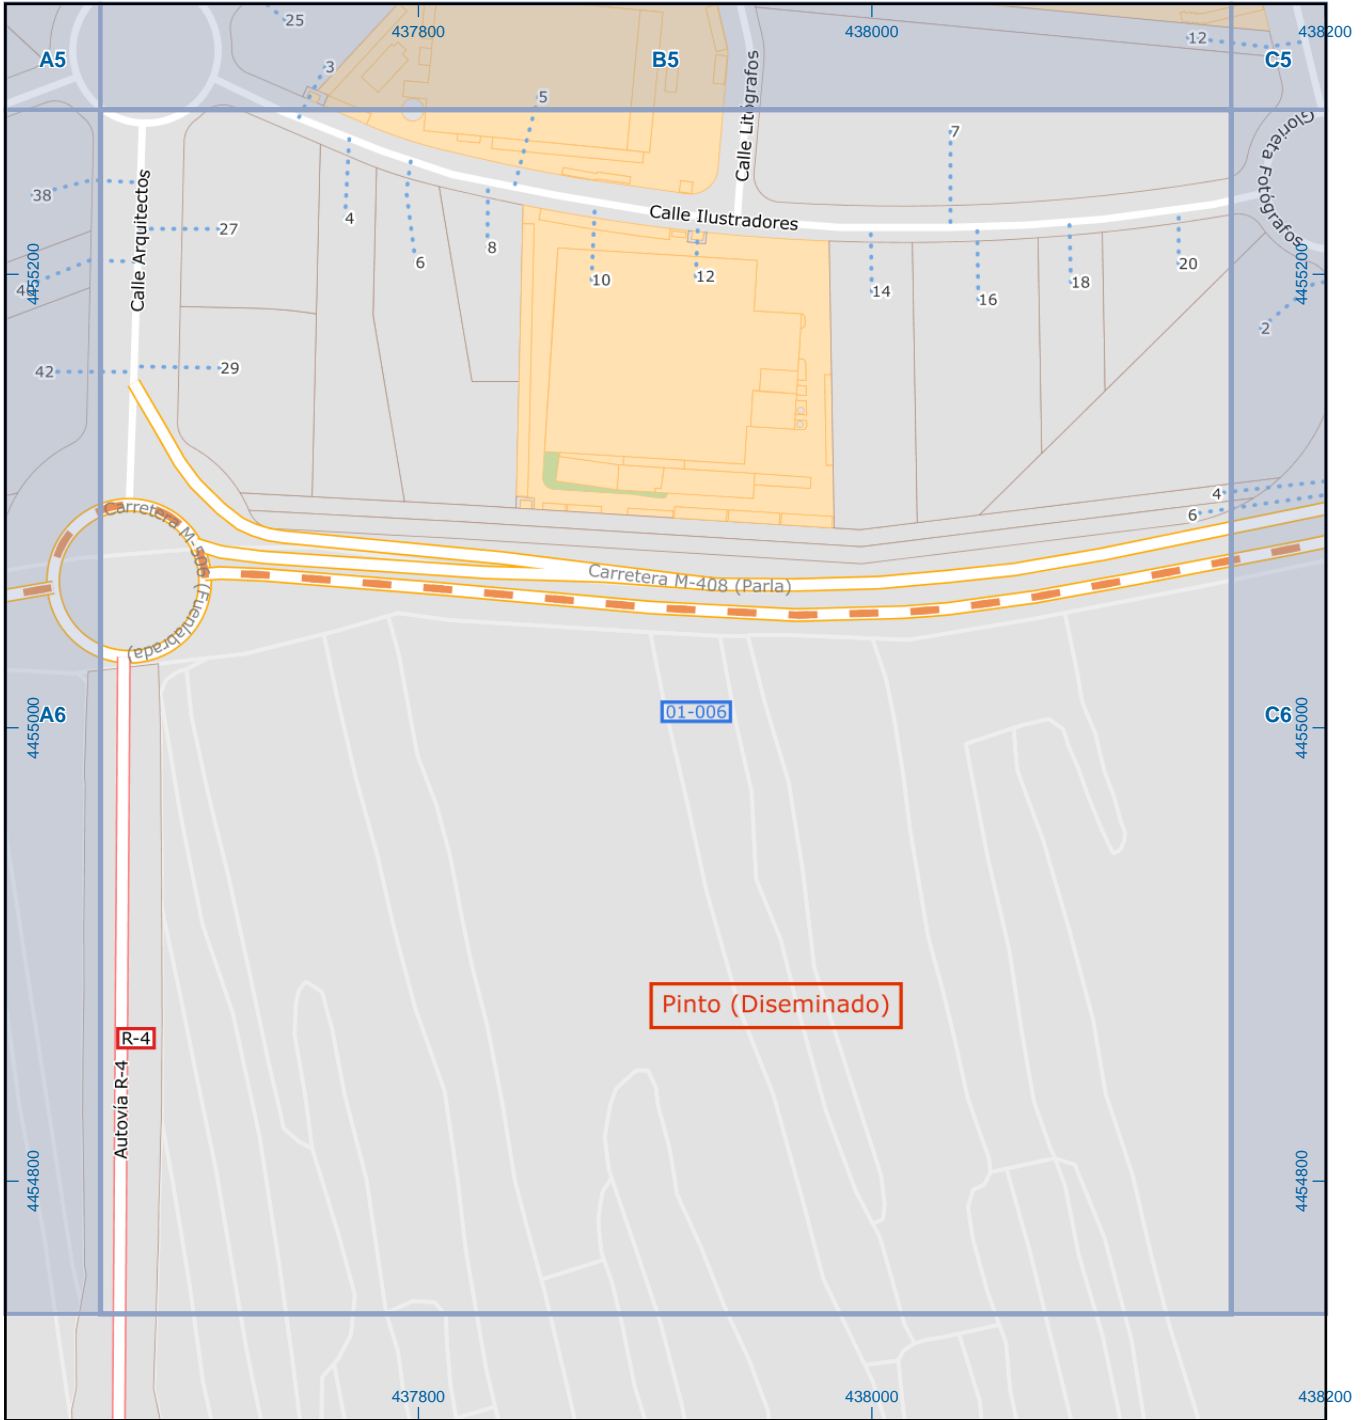 25
437800
438000
438200
12
A5
B5
C5
3
5
7
Calle Litógrafos
Glorieta Fotógrafos
38
4
27
Calle Arquitectos
Calle Ilustradores
8
6
10
12
14
16
18
20
4455200
4455200
2
42
29
4
6
Carretera M-506 (Fuenlabrada)
Carretera M-408 (Parla)
01-006
A6
C6
4455000
4455000
Pinto (Diseminado)
R-4
Autovía R-4
4454800
4454800
437800
438000
438200